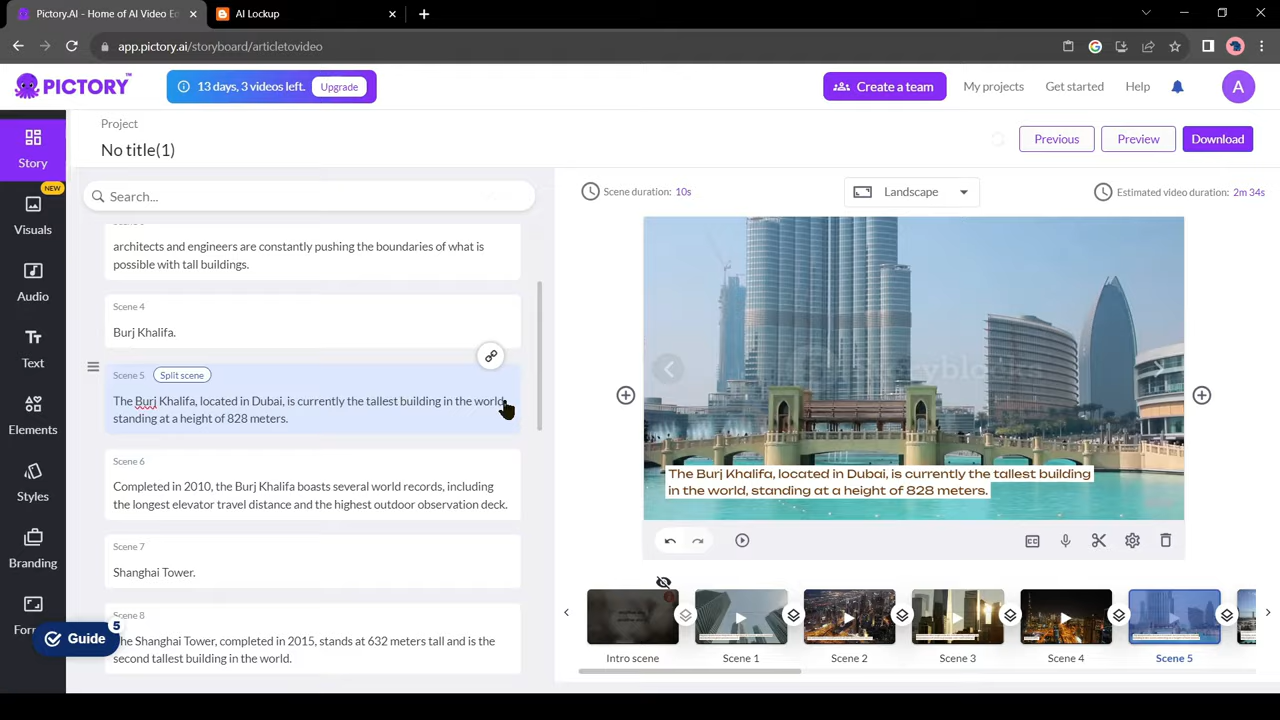 Pictory.AI - Home of AI Video Ed
AI Lockup
app.pictory.ai/storyboard/articletovideo
PICTORY™
13 days, 3 videos left.
Upgrade
Create a team
My projects
Get started
Help
A
Story
NEW
Visuals
Audio
Text
Elements
Styles
Branding
For
Guide
5
Project
No title(1)
Previous
Preview
Download
Search...
architects and engineers are constantly pushing the boundaries of what is
possible with tall buildings.
Scene 4
Burj Khalifa.
Scene 5
Split scene
The Burj Khalifa, located in Dubai, is currently the tallest building in the world,
standing at a height of 828 meters.
Scene 6
Completed in 2010, the Burj Khalifa boasts several world records, including
the longest elevator travel distance and the highest outdoor observation deck.
Scene 7
Shanghai Tower.
Scene 8
The Shanghai Tower, completed in 2015, stands at 632 meters tall and is the
second tallest building in the world.
Scene duration: 10s
Landscape
Estimated video duration: 2m 34s
Storyblocks
The Burj Khalifa, located in Dubai, is currently the tallest building
in the world, standing at a height of 828 meters.
CC
Intro scene
Scene 1
Scene 2
Scene 3
Scene 4
Scene 5